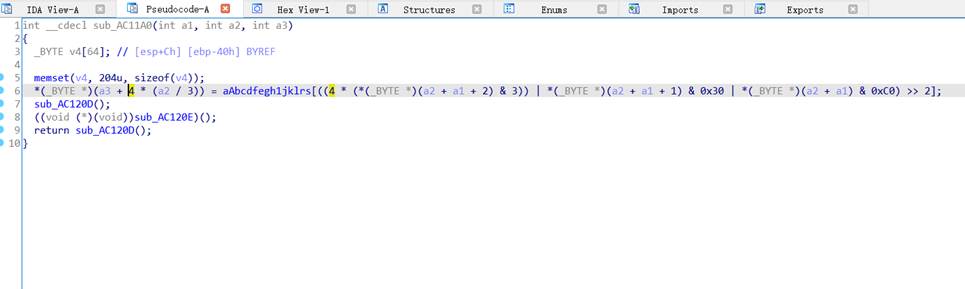 IDA View-A Pseudocode-A Hex View-1 Structures Enums Imports Exports
1 int __cdecl sub_AC11A0(int a1, int a2, int a3)
2 {
3 _BYTE v4[64]; // [esp+Ch] [ebp-40h] BYREF
4
5 memset(v4, 204u, sizeof(v4));
6 *(_BYTE *)(a3 + 4 * (a2 / 3)) = aAbcdfegh1jklrs[((4 * (*(_BYTE *)(a2 + a1 + 2) & 3)) | *(_BYTE *)(a2 + a1 + 1) & 0x30 | *(_BYTE *)(a2 + a1) & 0xC0) >> 2];
7 sub_AC120D();
8 ((void (*)(void))sub_AC120E)();
9 return sub_AC120D();
10 }